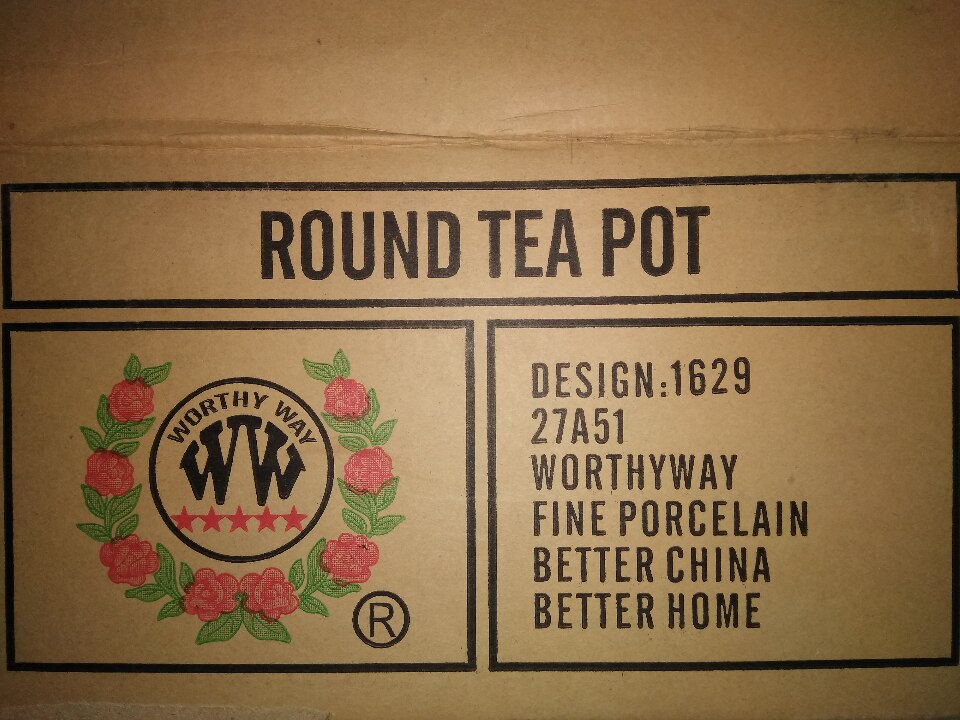 ROUND TEA POT
WORTHY WAY
WW
®
DESIGN:1629
27A51
WORTHYWAY
FINE PORCELAIN
BETTER CHINA
BETTER HOME